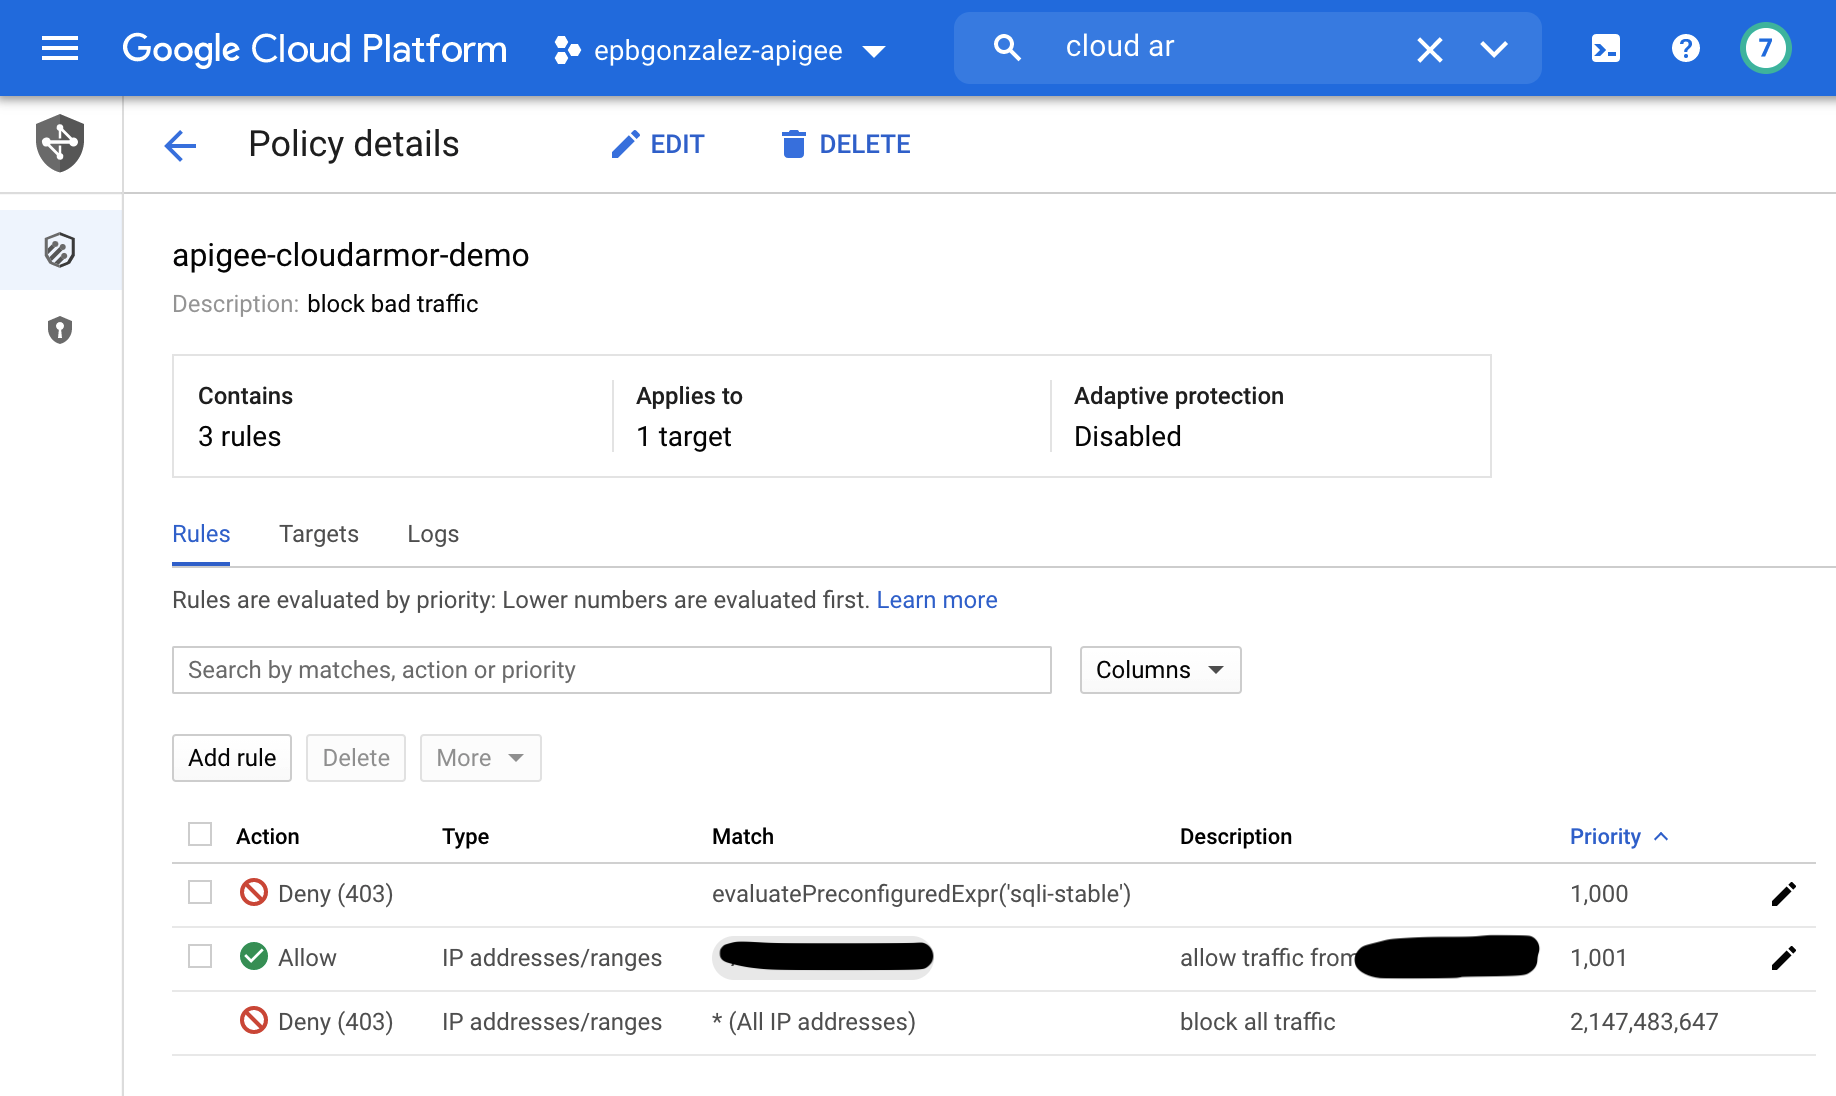 Google Cloud Platform epbgonzalez-apigee cloud ar 7
Policy details EDIT DELETE
apigee-cloudarmor-demo
Description: block bad traffic
Contains Applies to Adaptive protection
3 rules 1 target Disabled
Rules Targets Logs
Rules are evaluated by priority: Lower numbers are evaluated first. Learn more
Search by matches, action or priority Columns
Add rule Delete More
Action Type Match Description Priority
Deny (403) evaluatePreconfiguredExpr('sqli-stable') 1,000
Allow IP addresses/ranges allow traffic from 1,001
Deny (403) IP addresses/ranges * (All IP addresses) block all traffic 2,147,483,647